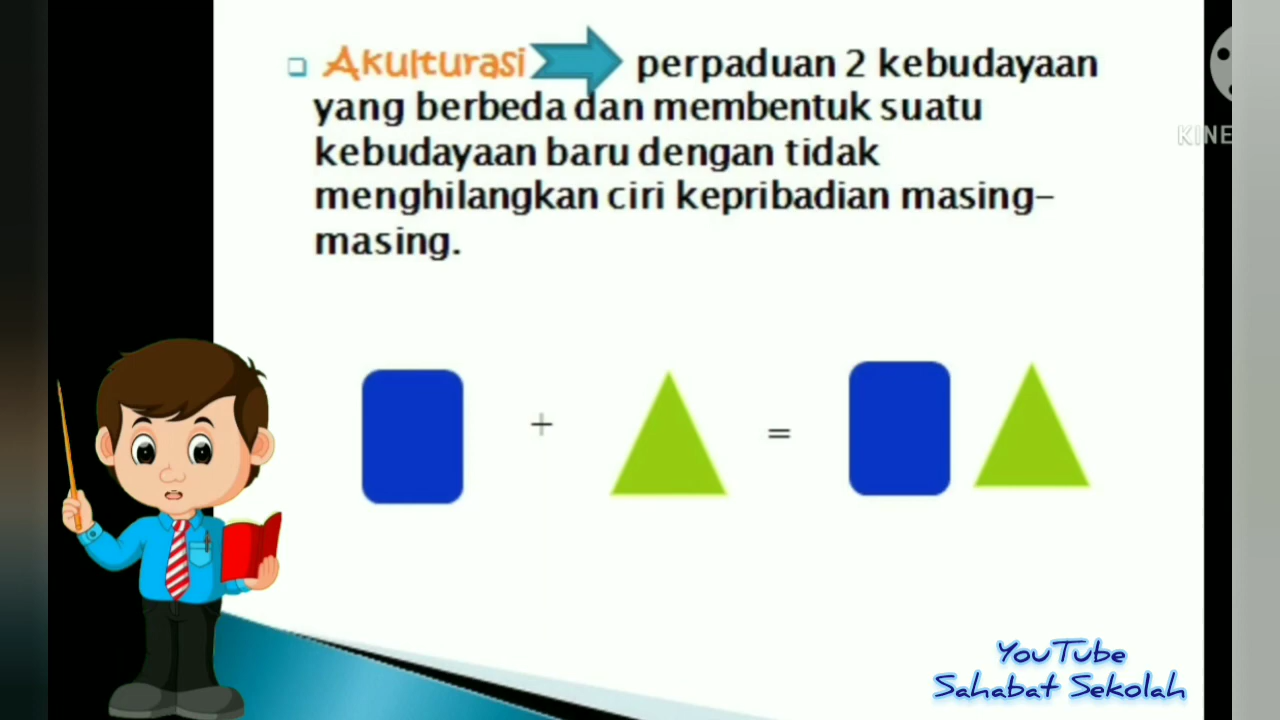 Akulturasi perpaduan 2 kebudayaan
yang berbeda dan membentuk suatu
kebudayaan baru dengan tidak
menghilangkan ciri kepribadian masing-
masing.
+ =
KINE
YouTube
Sahabat Sekolah